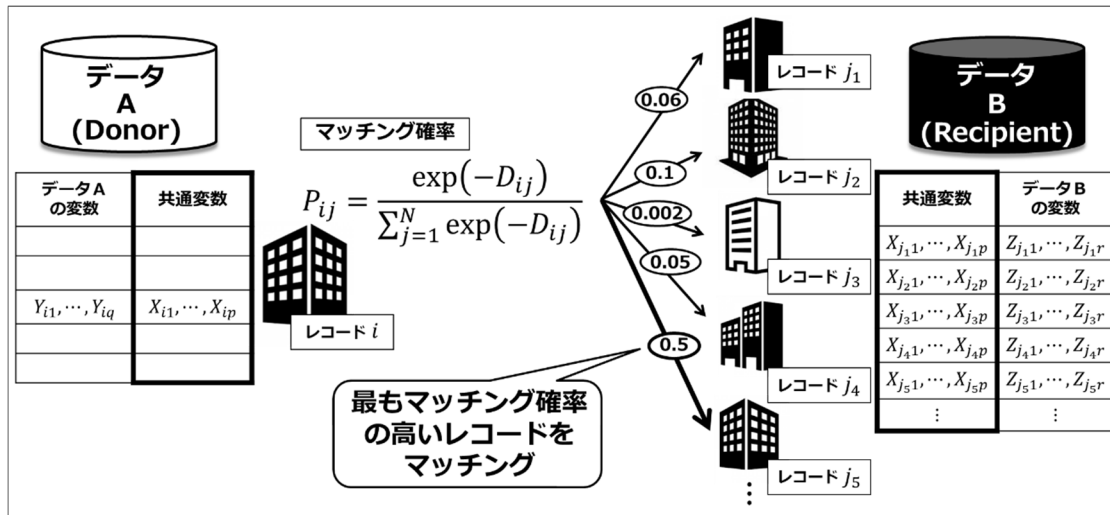 データ
A
(Donor)
データA
の変数
共通変数
Y_{i1},⋯,Y_{iq}
X_{i1},⋯,X_{ip}
マッチング確率
P_{ij} = \frac{\exp(-D_{ij})}{\sum_{j=1}^{N} \exp(-D_{ij})}
レコード i
0.06
0.1
0.002
0.05
0.5
最もマッチング確率
の高いレコードを
マッチング
レコード j_1
レコード j_2
レコード j_3
レコード j_4
レコード j_5
⋮
データ
B
(Recipient)
共通変数
データB
の変数
X_{j_1 1},⋯,X_{j_1 p} Z_{j_1 1},⋯,Z_{j_1 r}
X_{j_2 1},⋯,X_{j_2 p} Z_{j_2 1},⋯,Z_{j_2 r}
X_{j_3 1},⋯,X_{j_3 p} Z_{j_3 1},⋯,Z_{j_3 r}
X_{j_4 1},⋯,X_{j_4 p} Z_{j_4 1},⋯,Z_{j_4 r}
X_{j_5 1},⋯,X_{j_5 p} Z_{j_5 1},⋯,Z_{j_5 r}
⋮ ⋮